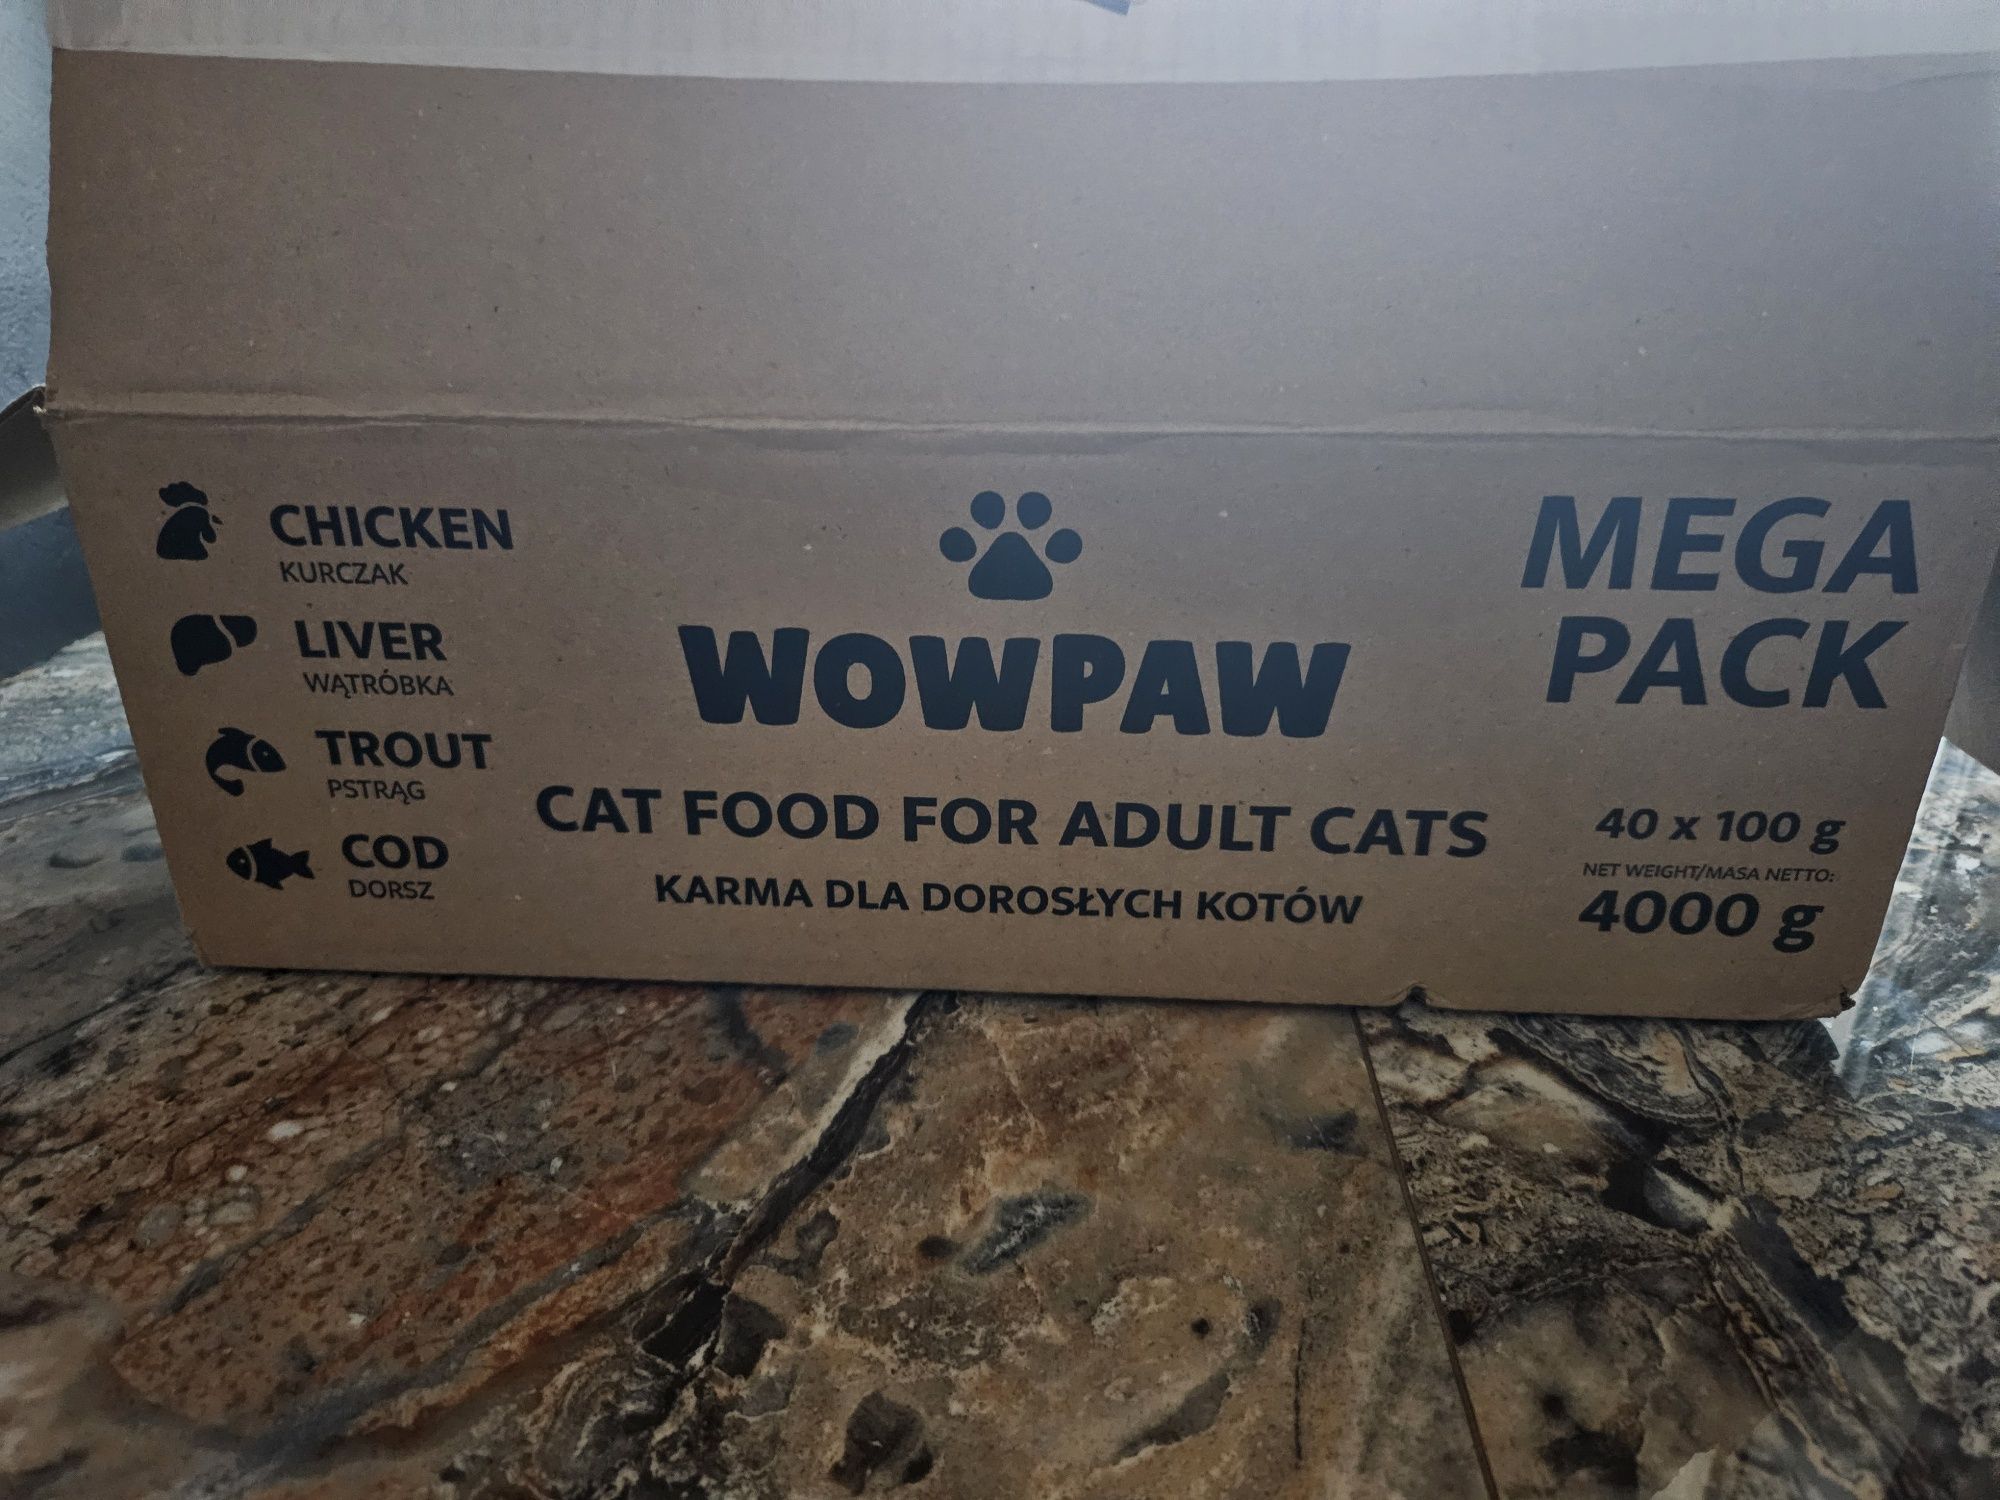 CHICKEN
KURCZAK
LIVER
WĄTRÓBKA
TROUT
PSTRĄG
COD
DORSZ
WOWPAW
CAT FOOD FOR ADULT CATS
KARMA DLA DOROSŁYCH KOTÓW
MEGA
PACK
40 x 100 g
NET WEIGHT/MASA NETTO:
4000 g